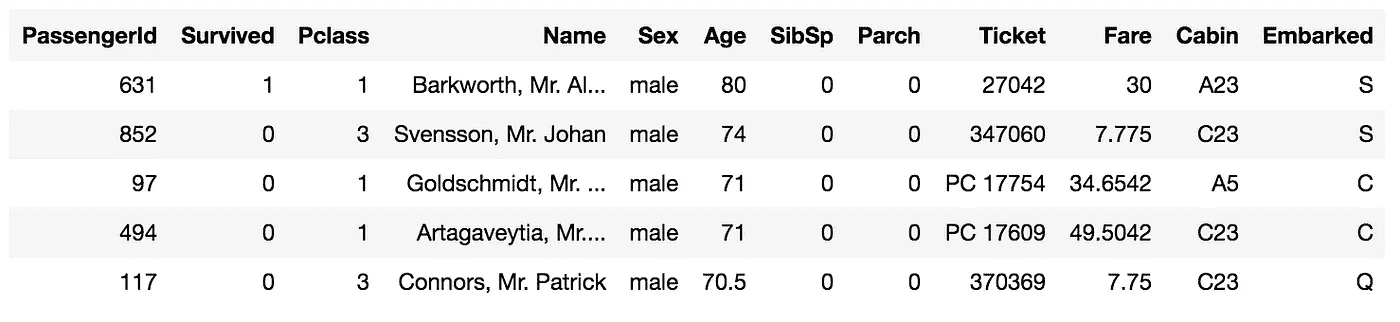 PassengerId Survived Pclass Name Sex Age SibSp Parch Ticket Fare Cabin Embarked
631 1 1 Barkworth, Mr. Al... male 80 0 0 27042 30 A23 S
852 0 3 Svensson, Mr. Johan male 74 0 0 347060 7.775 C23 S
97 0 1 Goldschmidt, Mr. ... male 71 0 0 PC 17754 34.6542 A5 C
494 0 1 Artagaveytia, Mr.... male 71 0 0 PC 17609 49.5042 C23 C
117 0 3 Connors, Mr. Patrick male 70.5 0 0 370369 7.75 C23 Q